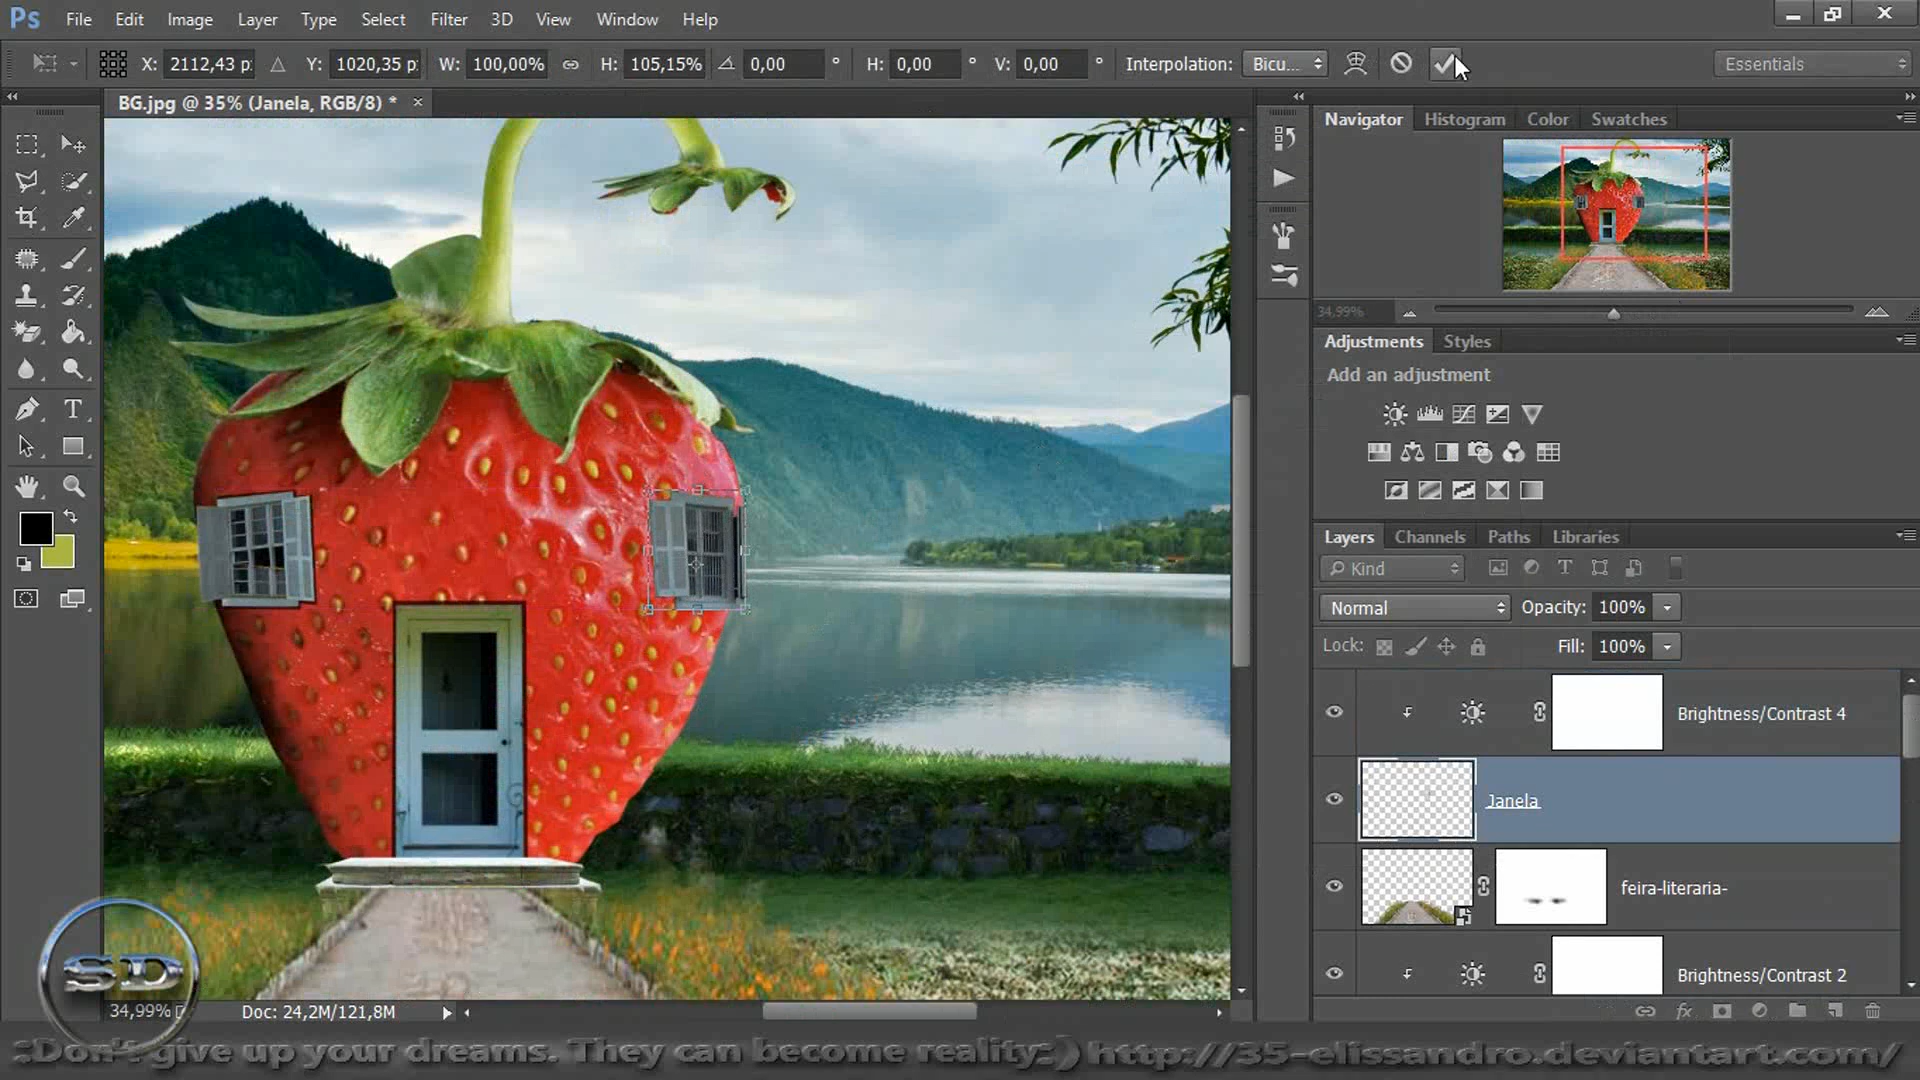 Ps File Edit Image Layer Type Select Filter 3D View Window Help
X: 2112,43 p Y: 1020,35 p W: 100,00% H: 105,15% 0,00 ° H: 0,00 ° V: 0,00 ° Interpolation: Bicu... Essentials
BG.jpg @ 35% (Janela, RGB/8) * ×
Navigator Histogram Color Swatches
34,99%
Adjustments Styles
Add an adjustment
Layers Channels Paths Libraries
Kind
Normal Opacity: 100%
Lock: Fill: 100%
Brightness/Contrast 4
Janela
feira-literaria-
Brightness/Contrast 2
fx
SD
34,99% Doc: 24,2M/121,8M
:Don't give up your dreams. They can become reality:) http://35-elissandro.deviantart.com/